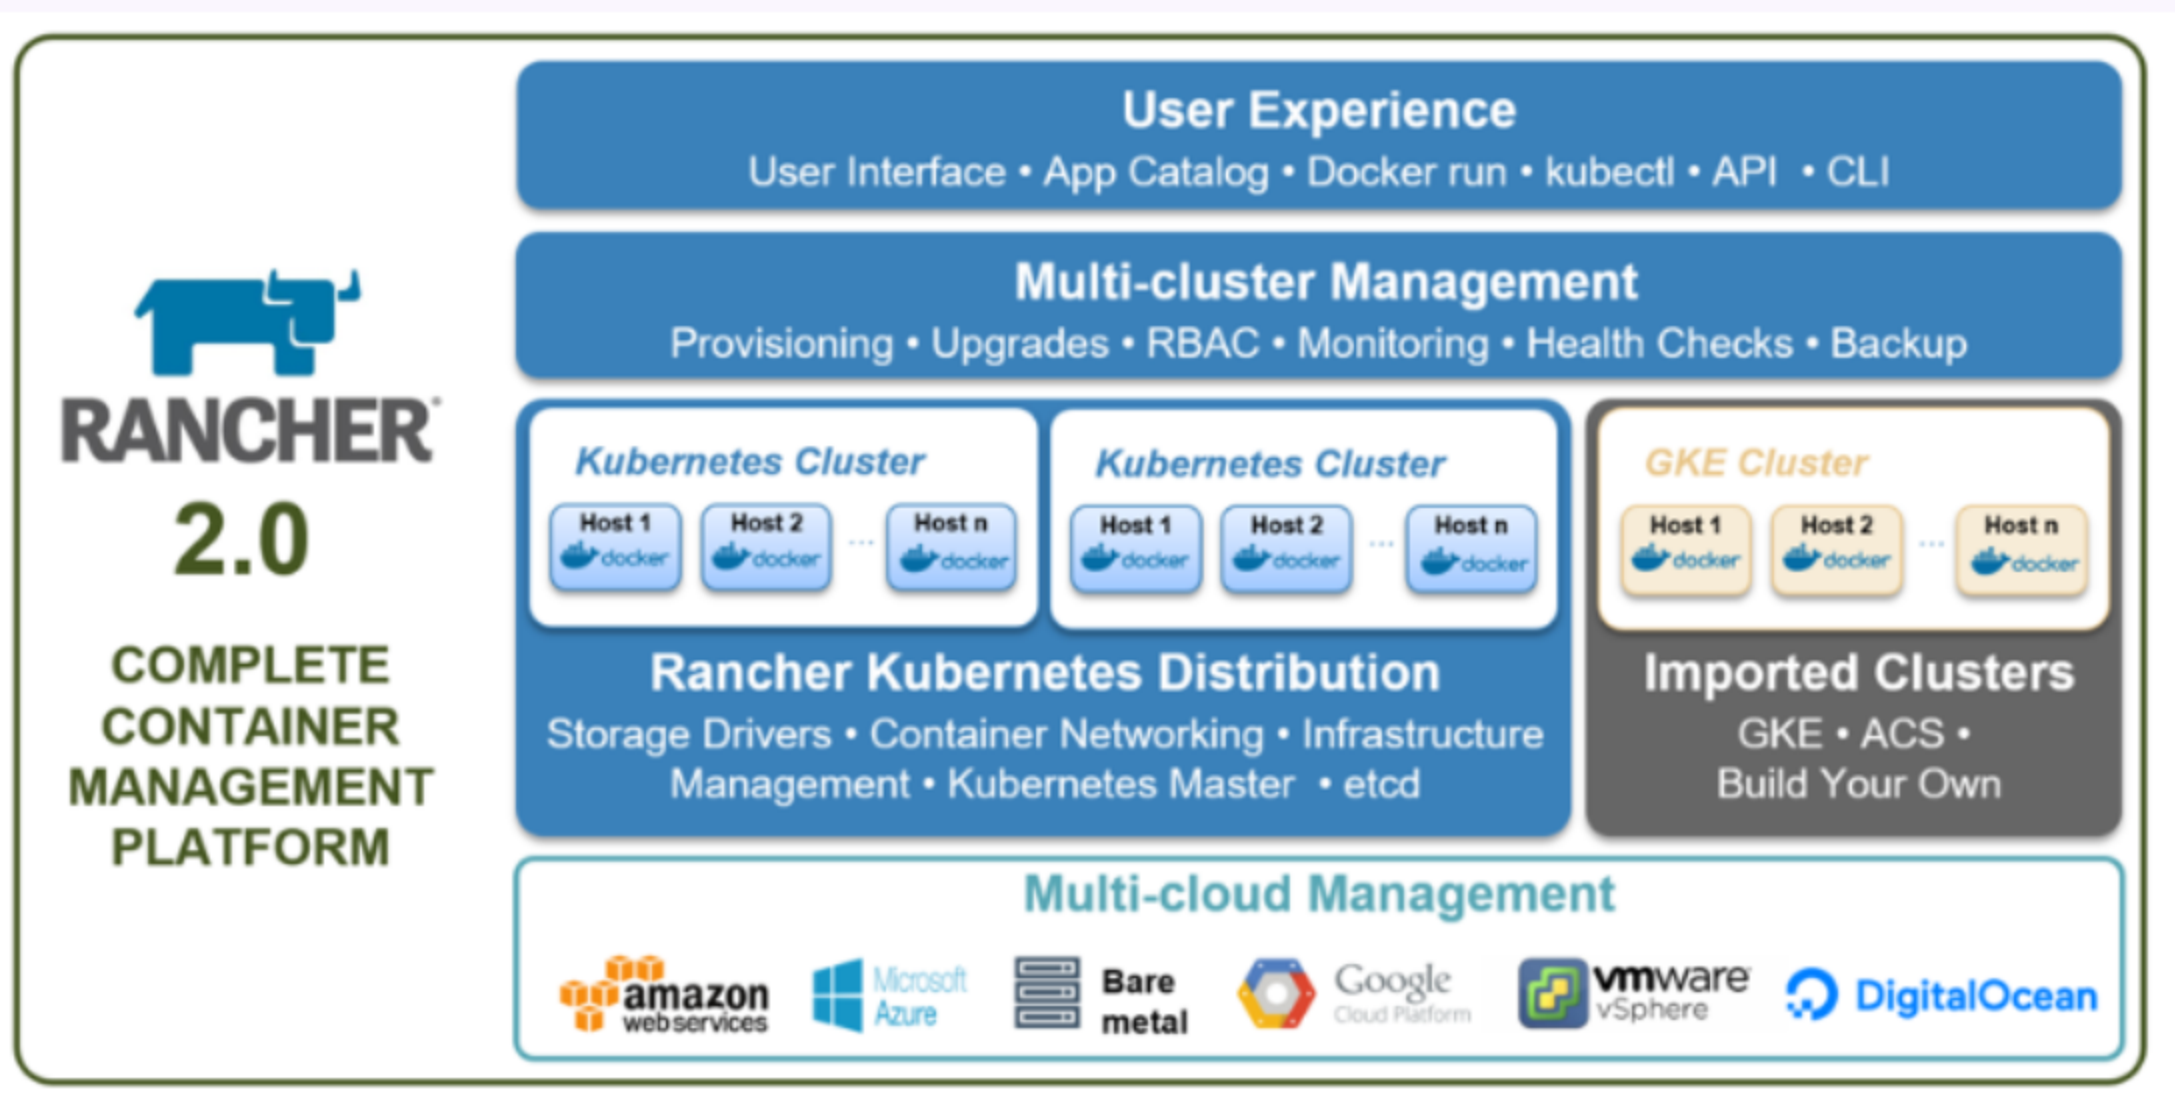 RANCHER
2.0
COMPLETE
CONTAINER
MANAGEMENT
PLATFORM
User Experience
User Interface • App Catalog • Docker run • kubectl • API • CLI
Multi-cluster Management
Provisioning • Upgrades • RBAC • Monitoring • Health Checks • Backup
Kubernetes Cluster
Host 1
docker
Host 2
docker
...
Host n
docker
Kubernetes Cluster
Host 1
docker
Host 2
docker
...
Host n
docker
Rancher Kubernetes Distribution
Storage Drivers • Container Networking • Infrastructure
Management • Kubernetes Master • etcd
GKE Cluster
Host 1
docker
Host 2
docker
...
Host n
docker
Imported Clusters
GKE • ACS •
Build Your Own
Multi-cloud Management
amazon
web services
Microsoft
Azure
Bare
metal
Google
Cloud Platform
vmware
vSphere
DigitalOcean